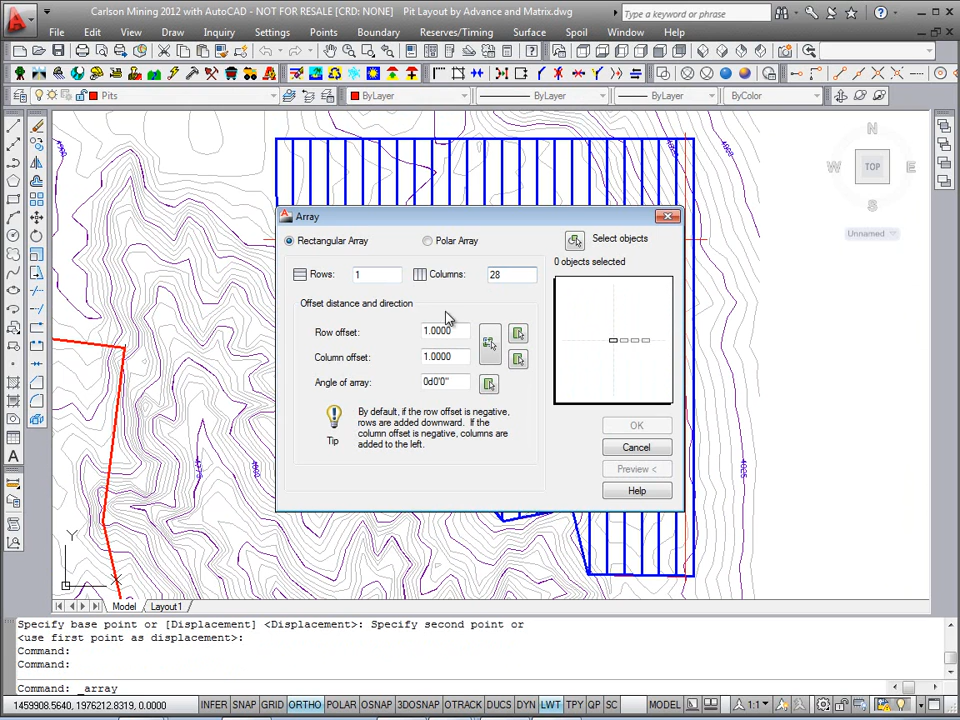 Carlson Mining 2012 with AutoCAD - NOT FOR RESALE [CRD: NONE] Pit Layout by Advance and Matrix.dwg
Type a keyword or phrase
File Edit View Draw Inquiry Settings Points Boundary Reserves/Timing Surface Spoil Window Help
Pits
ByLayer
ByLayer
ByLayer
ByColor
N
W TOP E
S
Unnamed
Array
Rectangular Array
Polar Array
Select objects
0 objects selected
Rows: 1
Columns: 28
Offset distance and direction
Row offset: 1.0000
Column offset: 1.0000
Angle of array: 0d0'0"
Tip
By default, if the row offset is negative,
rows are added downward. If the
column offset is negative, columns are
added to the left.
OK
Cancel
Preview <
Help
4900
4775
4025
Y
X
Model Layout1
Specify base point or [Displacement] <Displacement>: Specify second point or
<use first point as displacement>:
Command:
Command:
Command: _array
1459908.5640, 1976212.8319, 0.0000
INFER SNAP GRID ORTHO POLAR OSNAP 3DOSNAP OTRACK DUCS DYN LWT TPY QP SC
MODEL
1:1